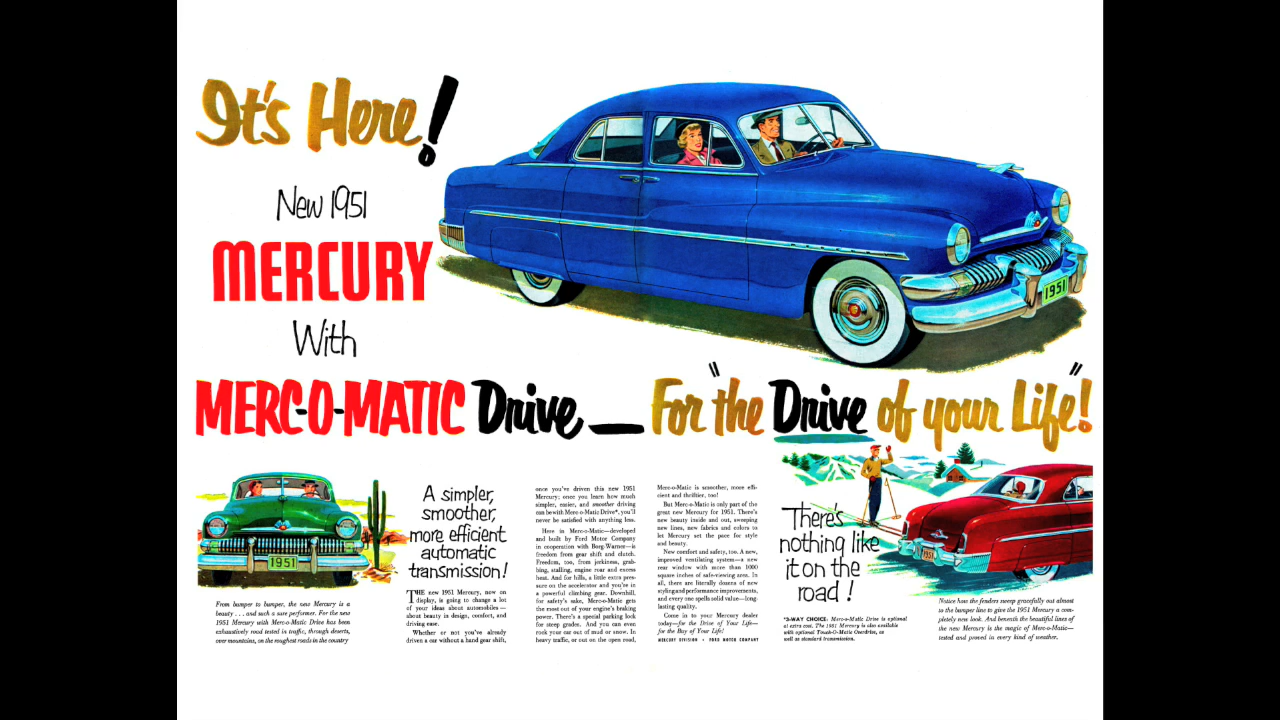 It's Here!
New 1951
MERCURY
With
MERC-O-MATIC Drive— For "the Drive of your Life"!
1951
1951
From bumper to bumper, the new Mercury is a
beauty . . . and such a sure performer. For the new
1951 Mercury with Merc-o-Matic Drive has been
exhaustively road tested in traffic, through deserts,
over mountains, on the roughest roads in the country
A simpler,
smoother,
more efficient
automatic
transmission!
THE new 1951 Mercury, now on
display, is going to change a lot
of your ideas about automobiles—
about beauty in design, comfort, and
driving ease.
Whether or not you've already
driven a car without a hand gear shift,
once you've driven this new 1951
Mercury; once you learn how much
simpler, easier, and smoother driving
can be with Merc-o-Matic Drive*, you'll
never be satisfied with anything less.
Here in Merc-o-Matic—developed
and built by Ford Motor Company
in cooperation with Borg-Warner—is
freedom from gear shift and clutch.
Freedom, too, from jerkiness, grab-
bing, stalling, engine roar and excess
heat. And for hills, a little extra pres-
sure on the accelerator and you're in
a powerful climbing gear. Downhill,
for safety's sake, Merc-o-Matic gets
the most out of your engine's braking
power. There's a special parking lock
for steep grades. And you can even
rock your car out of mud or snow. In
heavy traffic, or out on the open road,
Merc-o-Matic is smoother, more effi-
cient and thriftier, too!
But Merc-o-Matic is only part of the
great new Mercury for 1951. There's
new beauty inside and out, sweeping
new lines, new fabrics and colors to
let Mercury set the pace for style
and beauty.
New comfort and safety, too. A new,
improved ventilating system—a new
rear window with more than 1000
square inches of safe-viewing area. In
all, there are literally dozens of new
styling and performance improvements,
and every one spells solid value—long-
lasting quality.
Come in to your Mercury dealer
today—for the Drive of Your Life—
for the Buy of Your Life!
MERCURY DIVISION • FORD MOTOR COMPANY
There's
nothing like
it on the
road!
1951
*3-WAY CHOICE: Merc-o-Matic Drive is optional
at extra cost. The 1951 Mercury is also available
with optional Touch-O-Matic Overdrive, as
well as standard transmission.
Notice how the fenders sweep gracefully out almost
to the bumper line to give the 1951 Mercury a com-
pletely new look. And beneath the beautiful lines of
the new Mercury is the magic of Merc-o-Matic—
tested and proved in every kind of weather.